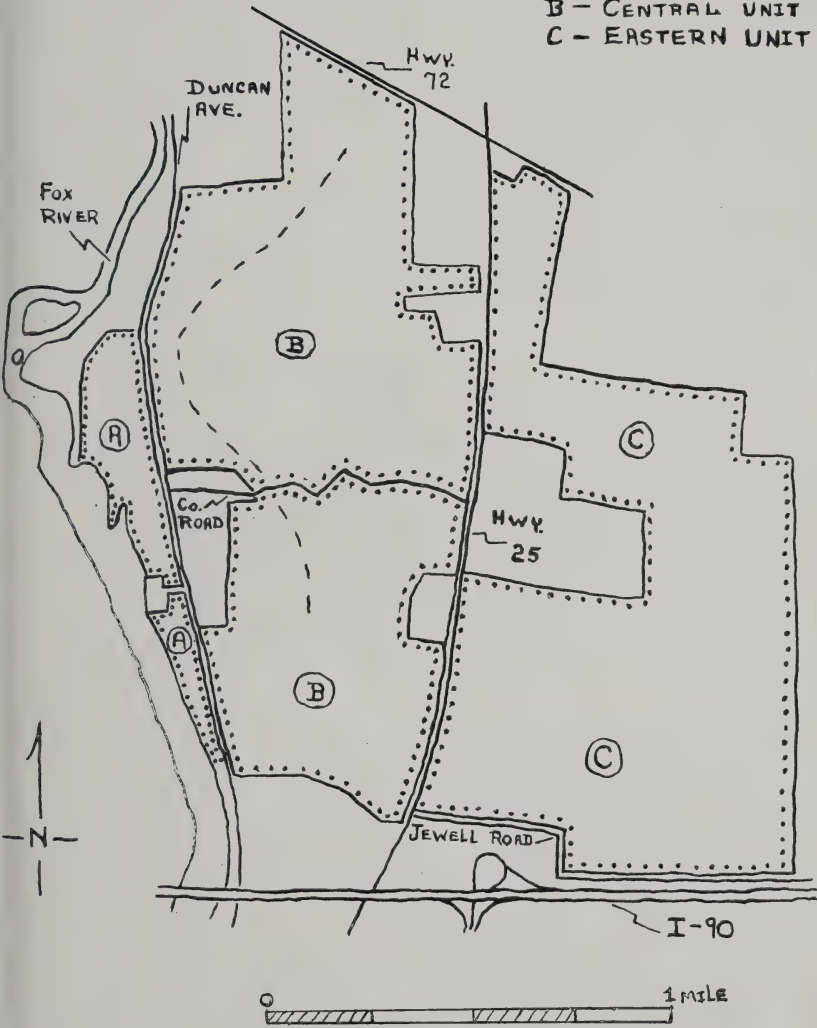 B – CENTRAL UNIT
C – EASTERN UNIT
HWY.
72
DUNCAN
AVE.
FOX
RIVER
B
A
C
CO.
ROAD
HWY.
25
A
B
C
N
JEWELL ROAD
I-90
0
1 MILE